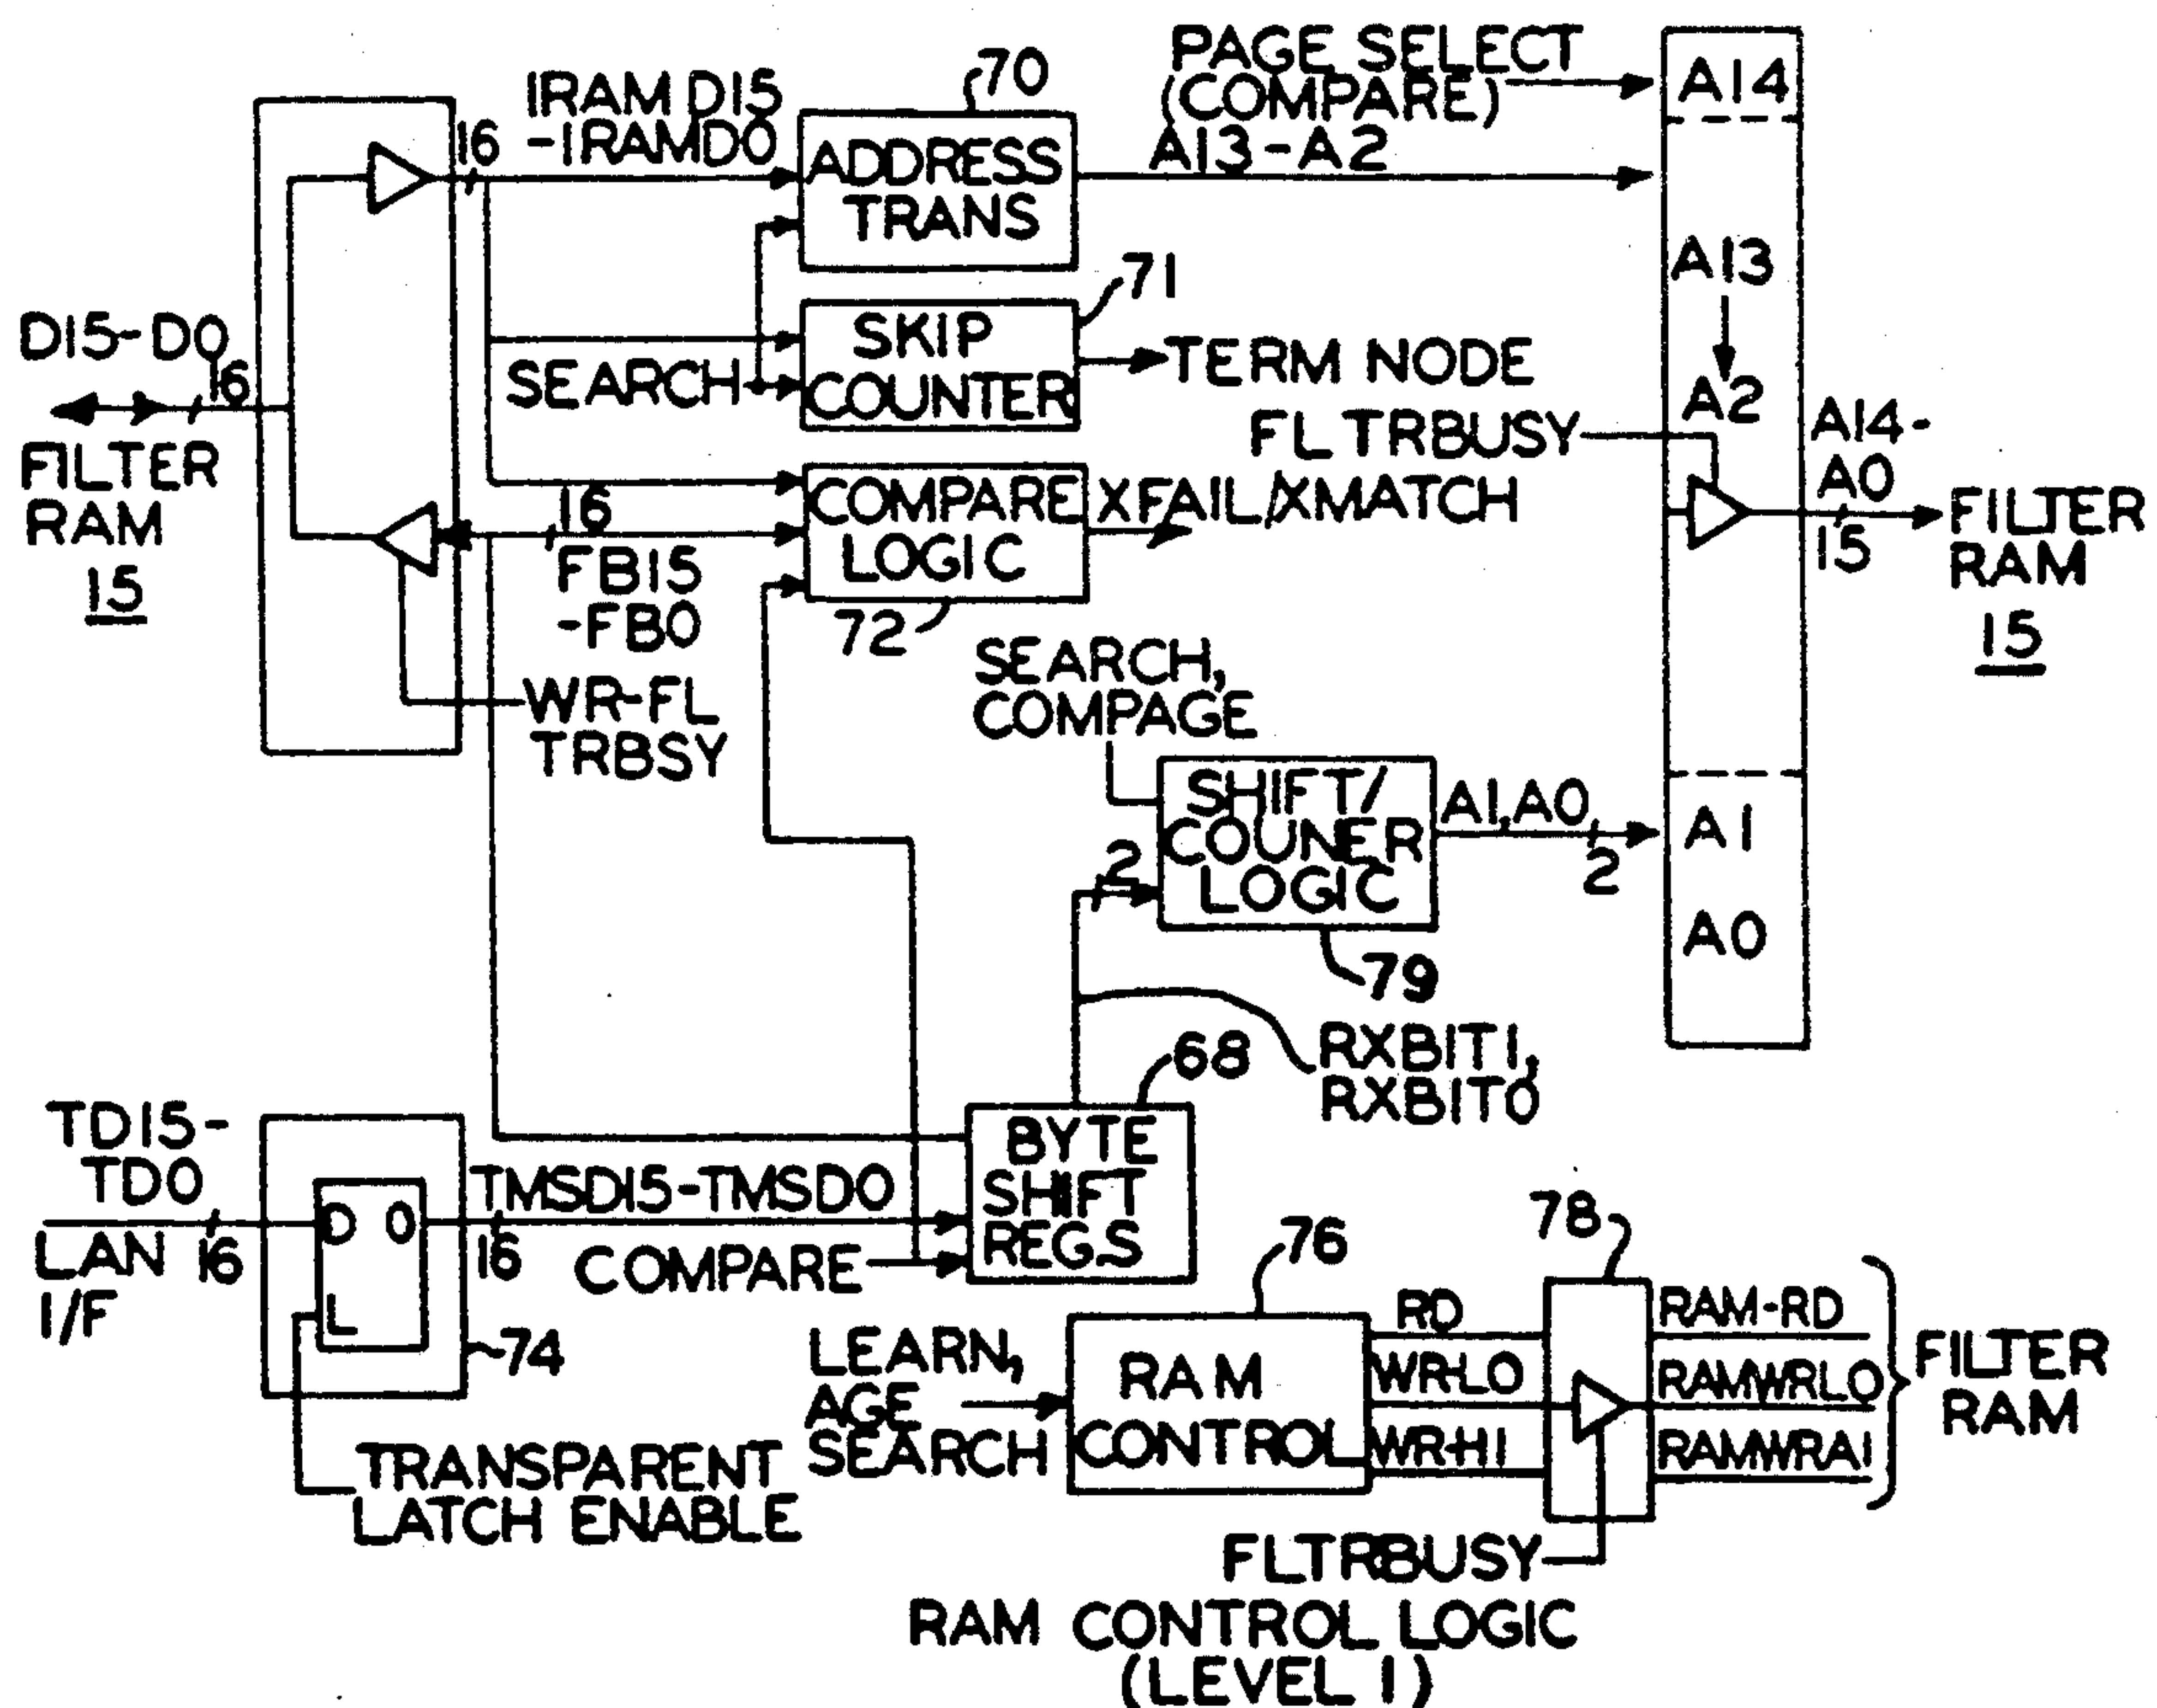 70
PAGE SELECT
(COMPARE)
A14
IRAM D15
-IRAMD0
16
A13-A2
ADDRESS
TRANS
71
A13
D15-D0
16
SKIP
COUNTER
SEARCH
TERM NODE
A2
FLTRBUSY
A14-
A0
15
FILTER
RAM
15
16
COMPARE
LOGIC
XFAIL/XMATCH
FILTER
RAM
15
FB15
-FB0
72
SEARCH,
COMPAGE
WR-FL
TRBSY
SHIFT/
COUNER
LOGIC
2
A1,A0,
2
A1
A0
79
RXBIT1,
RXBIT0
68
TD15-
TD0
16
LAN
I/F
D O
L
TMSD15-TMSD0
16
BYTE
SHIFT
REG.S
COMPARE
74
76
78
LEARN,
AGE
SEARCH
RAM
CONTROL
RD
WR-LO
WR-HI
RAM-RD
RAMWRLO
RAMWRAI
FILTER
RAM
TRANSPARENT
LATCH ENABLE
FLTRBUSY
RAM CONTROL LOGIC
(LEVEL 1)